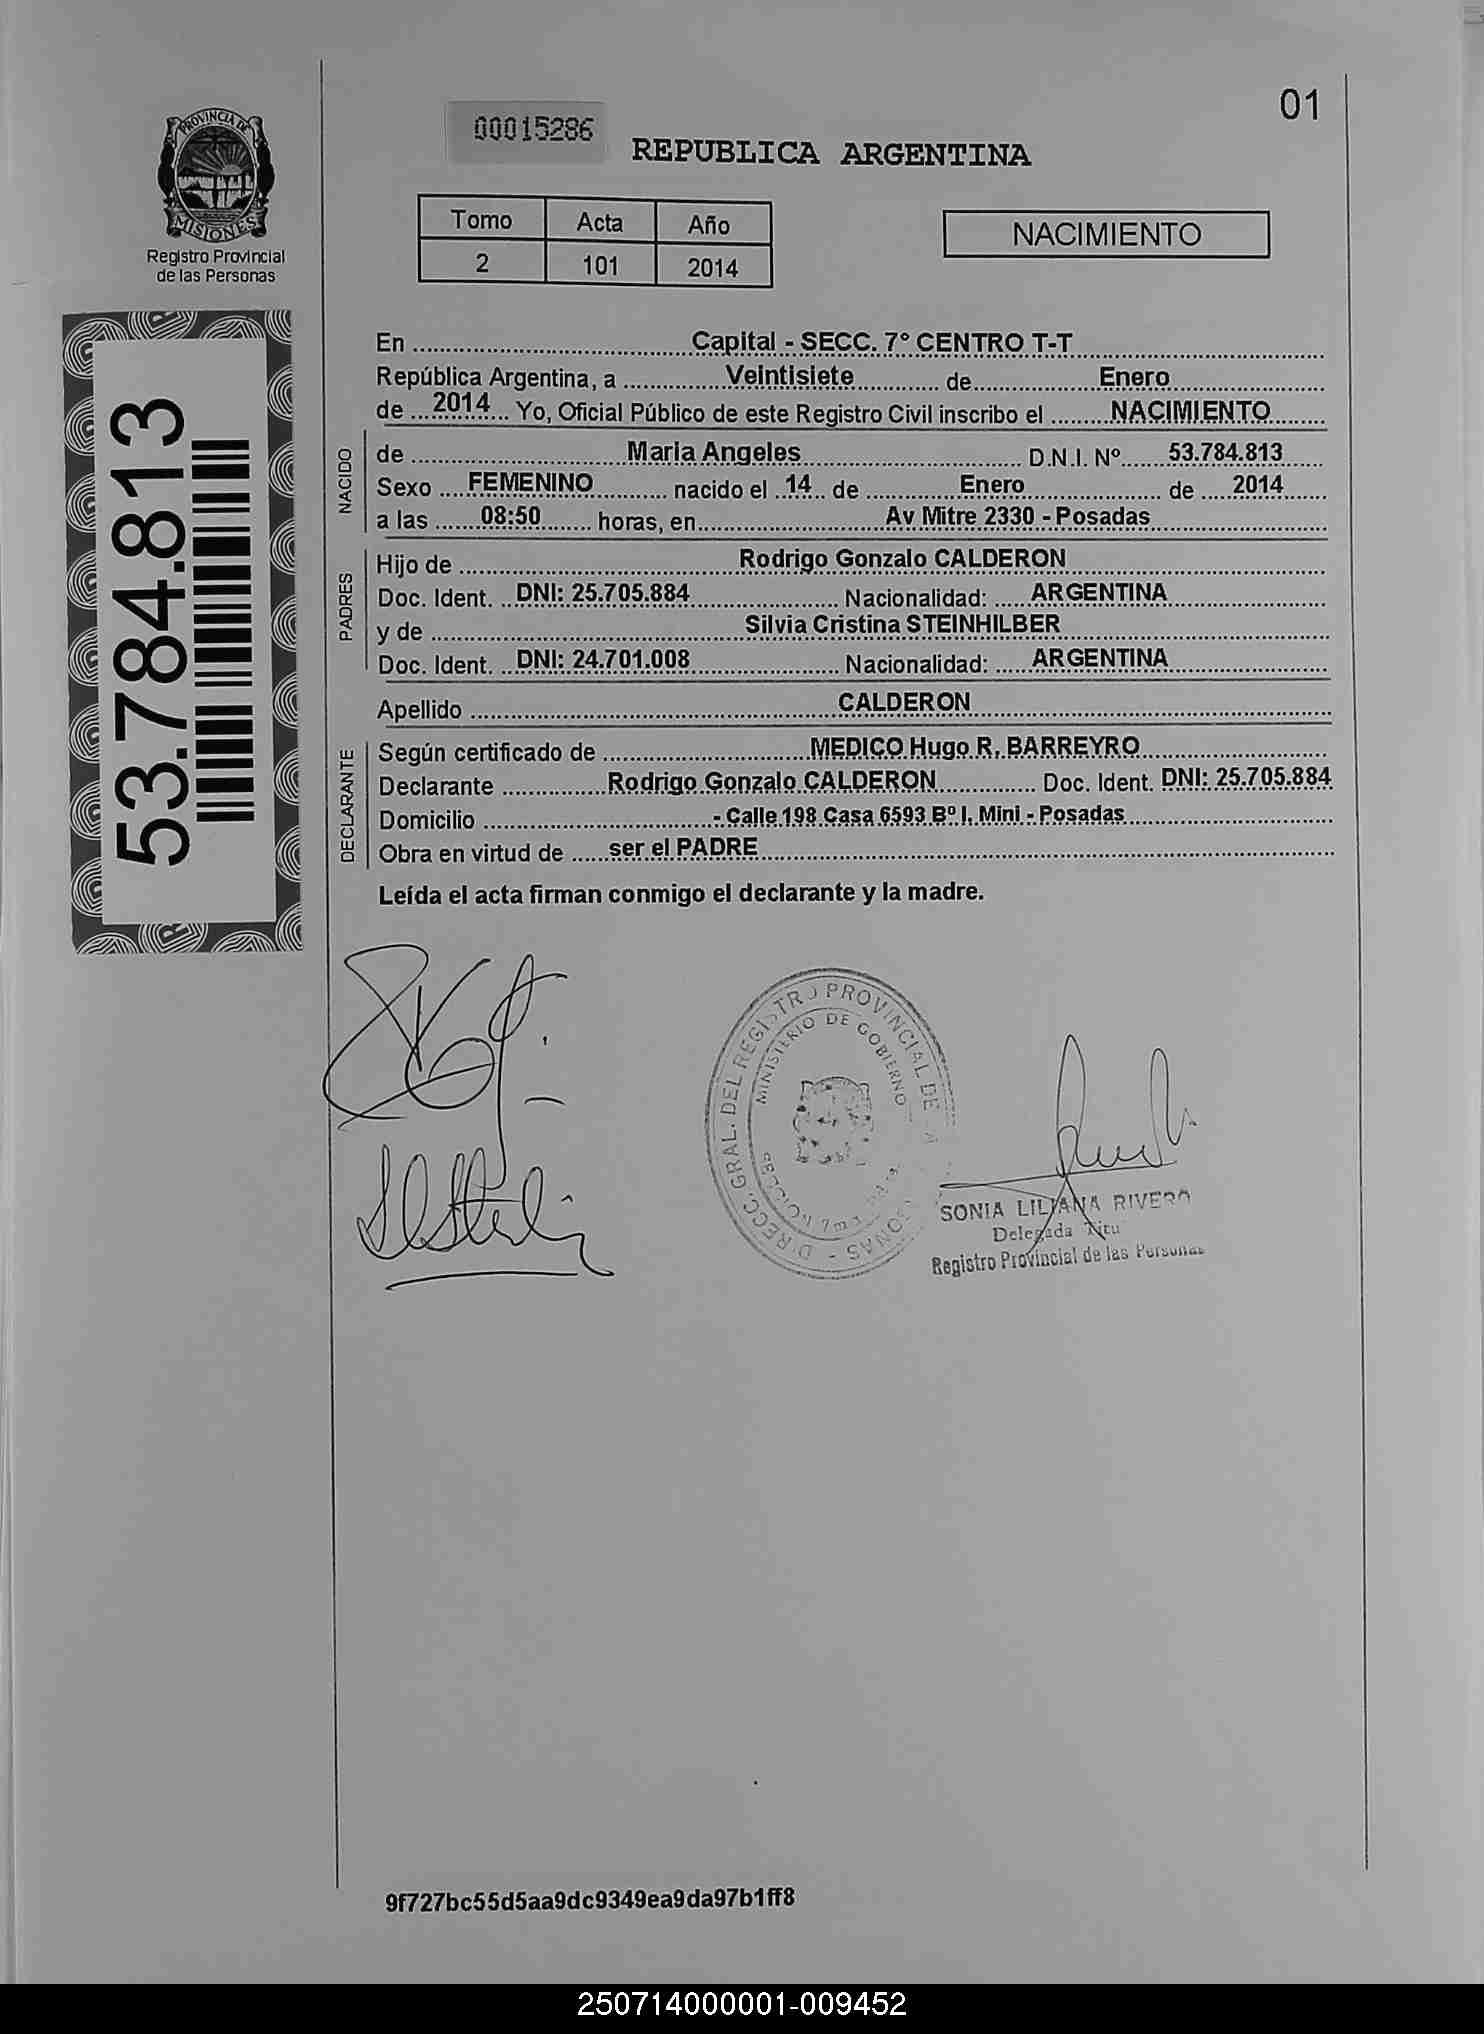 01
00015286
REPUBLICA ARGENTINA
PROVINCIA DE
MISIONES
Registro Provincial
de las Personas
Tomo Acta Año
2 101 2014
NACIMIENTO
53.784.813
En Capital - SECC. 7° CENTRO T-T
República Argentina, a Veintisiete de Enero
de 2014 Yo, Oficial Público de este Registro Civil inscribo el NACIMIENTO
NACIDO
de Maria Angeles D.N.I. Nº 53.784.813
Sexo FEMENINO nacido el 14 de Enero de 2014
a las 08:50 horas, en Av Mitre 2330 - Posadas
PADRES
Hijo de Rodrigo Gonzalo CALDERON
Doc. Ident. DNI: 25.705.884 Nacionalidad: ARGENTINA
y de Silvia Cristina STEINHILBER
Doc. Ident. DNI: 24.701.008 Nacionalidad: ARGENTINA
Apellido CALDERON
DECLARANTE
Según certificado de MEDICO Hugo R. BARREYRO
Declarante Rodrigo Gonzalo CALDERON Doc. Ident. DNI: 25.705.884
Domicilio - Calle 198 Casa 6593 Bº I. Mini - Posadas
Obra en virtud de ser el PADRE
Leída el acta firman conmigo el declarante y la madre.
DIRECC. GRAL. DEL REGISTRO PROVINCIAL DE
MINISTERIO DE GOBIERNO
SONIA LILIANA RIVERO
Delegada
Registro Provincial de las Personas
9f727bc55d5aa9dc9349ea9da97b1ff8
250714000001-009452